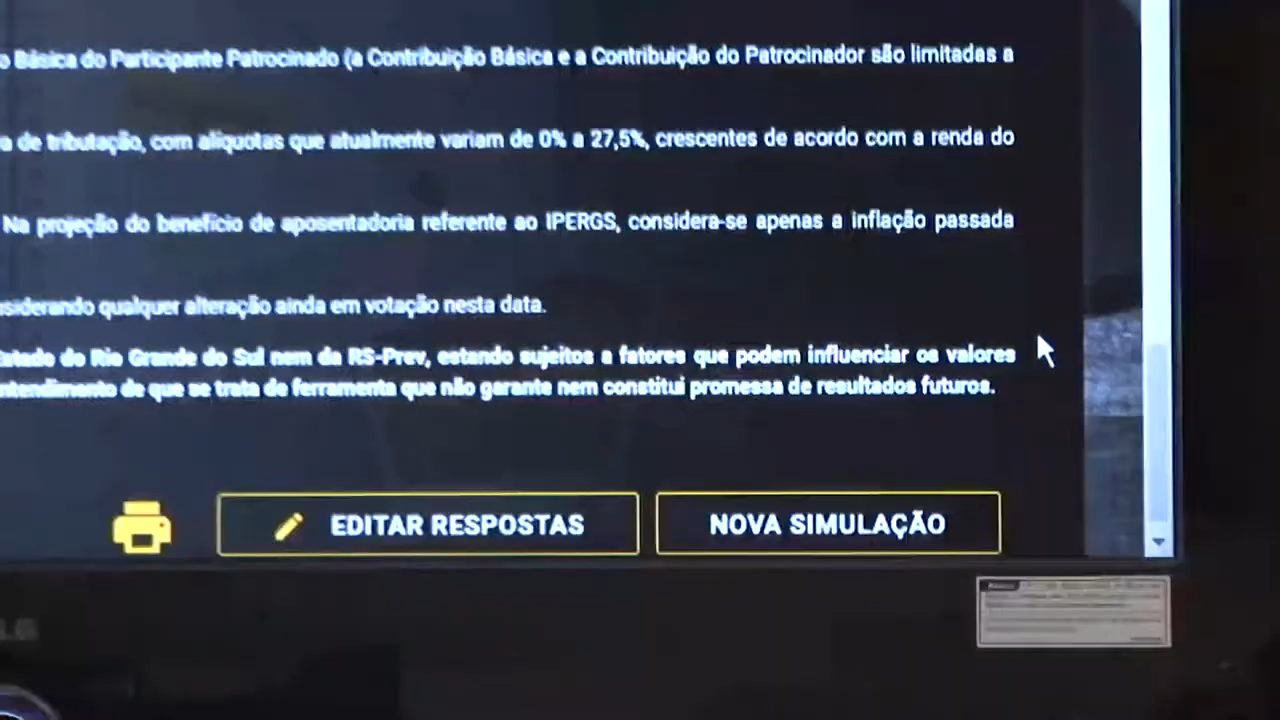 o Básica do Participante Patrocinado (a Contribuição Básica e a Contribuição do Patrocinador são limitadas a
a de tributação, com alíquotas que atualmente variam de 0% a 27,5%, crescentes de acordo com a renda do
Na projeção do benefício de aposentadoria referente ao IPERGS, considera-se apenas a inflação passada
nsiderando qualquer alteração ainda em votação nesta data.
Estado do Rio Grande do Sul nem da RS-Prev, estando sujeitos a fatores que podem influenciar os valores
ntendimento de que se trata de ferramenta que não garante nem constitui promessa de resultados futuros.
EDITAR RESPOSTAS
NOVA SIMULAÇÃO
LG